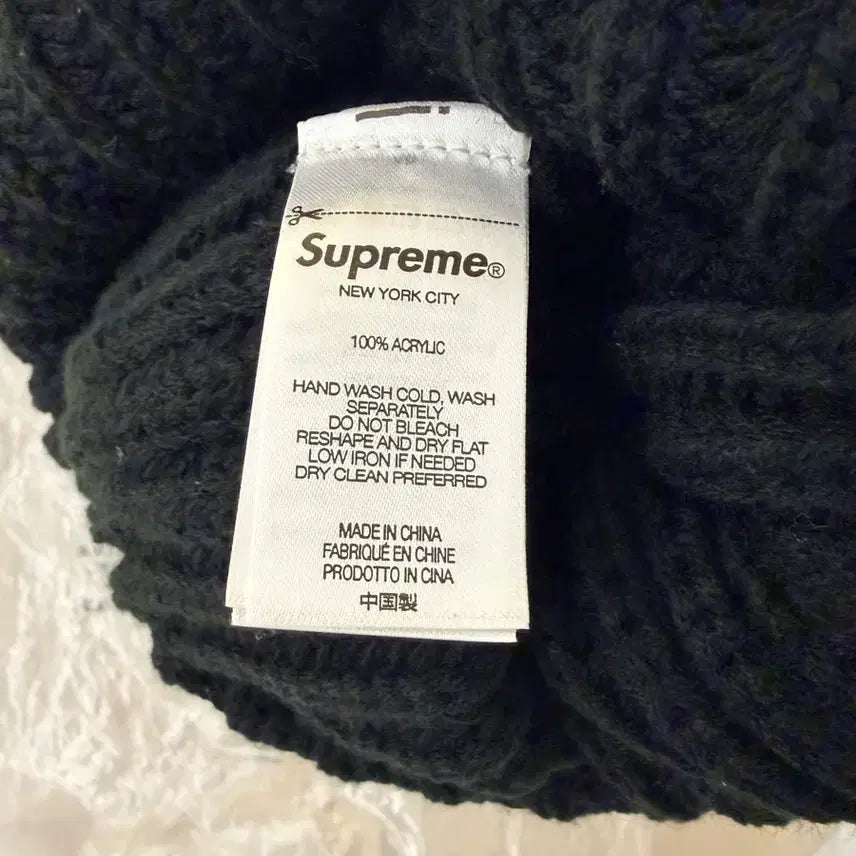 Supreme®
NEW YORK CITY
100% ACRYLIC
HAND WASH COLD, WASH
SEPARATELY
DO NOT BLEACH
RESHAPE AND DRY FLAT
LOW IRON IF NEEDED
DRY CLEAN PREFERRED
MADE IN CHINA
FABRIQUÉ EN CHINE
PRODOTTO IN CINA
中国製